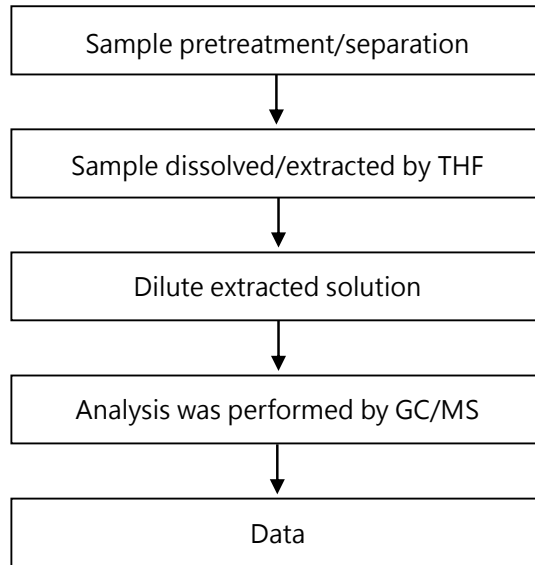 Sample pretreatment/separation
Sample dissolved/extracted by THF
Dilute extracted solution
Analysis was performed by GC/MS
Data